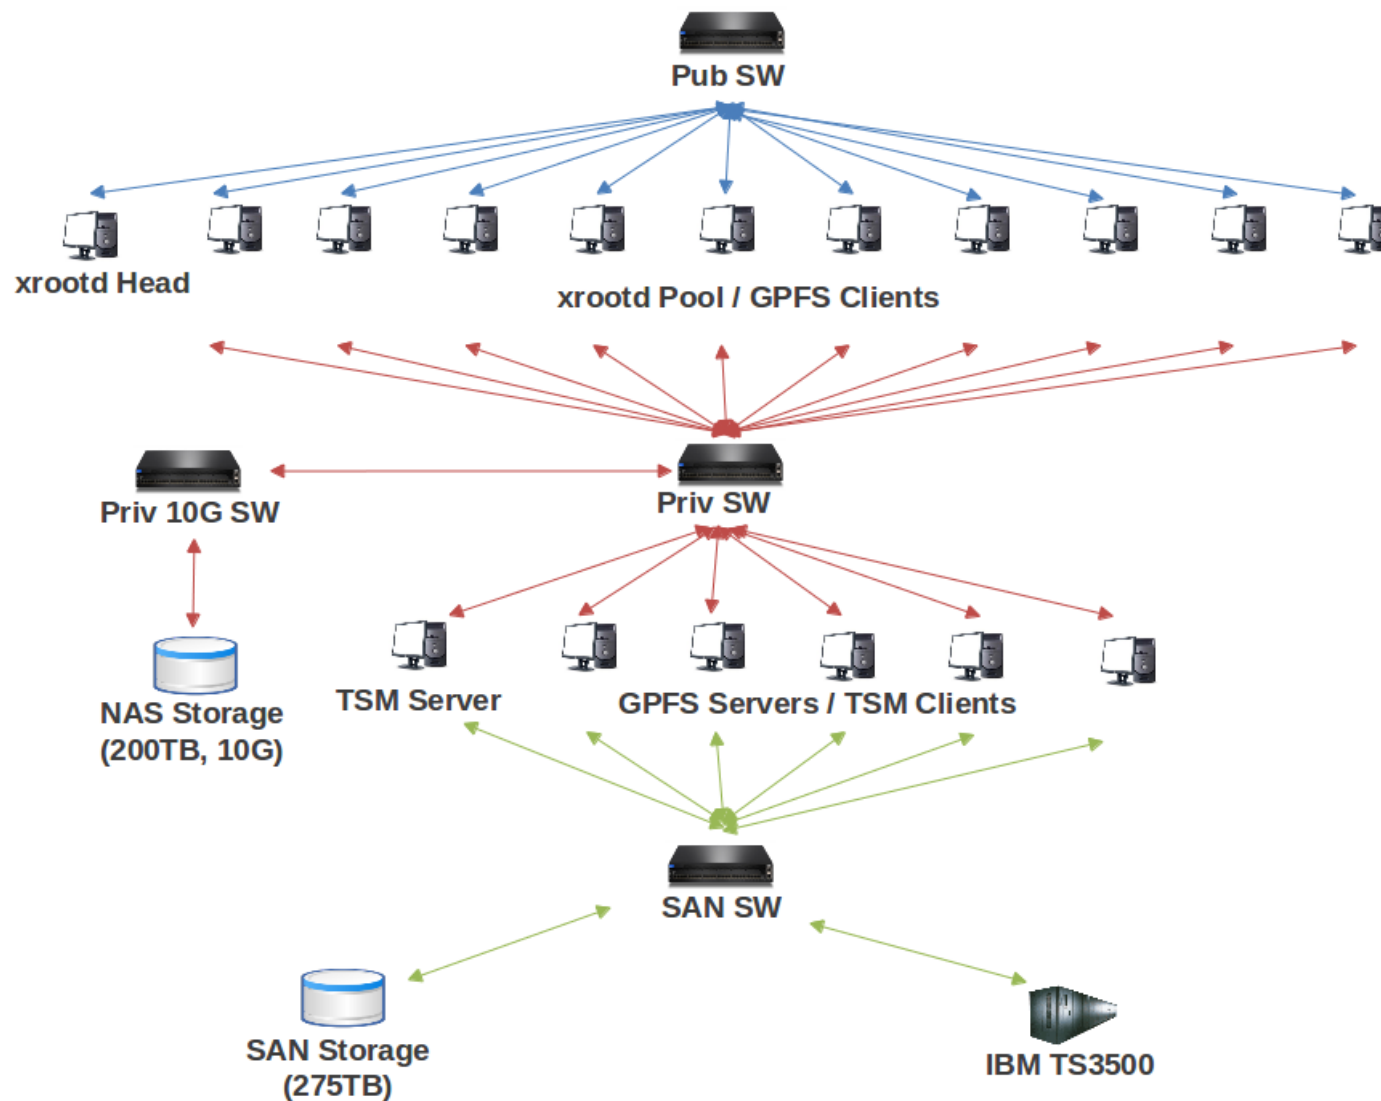 Pub SW
xrootd Head
xrootd Pool / GPFS Clients
Priv 10G SW
Priv SW
TSM Server
GPFS Servers / TSM Clients
NAS Storage
(200TB, 10G)
SAN SW
SAN Storage
(275TB)
IBM TS3500